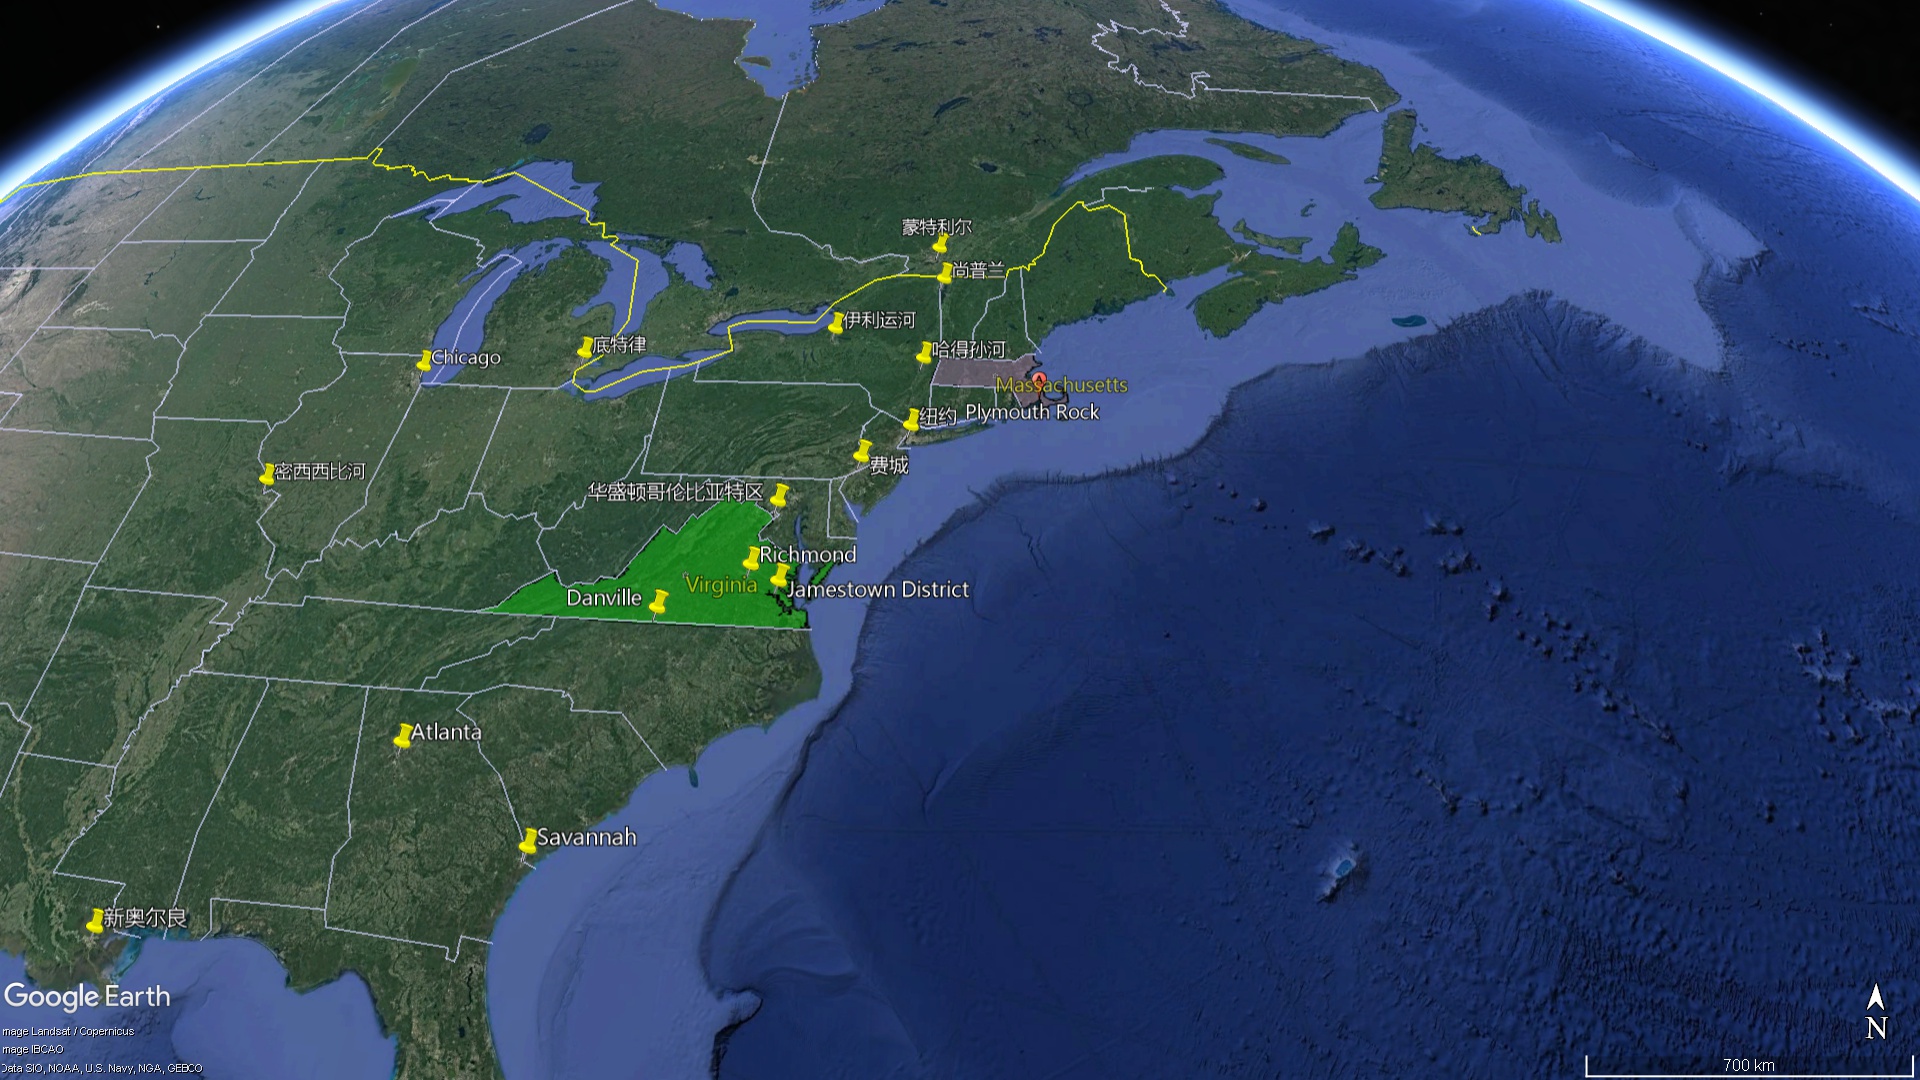 蒙特利尔
尚普兰
伊利运河
底特律
哈得孙河
Chicago
Massachusetts
纽约
Plymouth Rock
费城
密西西比河
华盛顿哥伦比亚特区
Richmond
Virginia
Jamestown District
Danville
Atlanta
Savannah
新奥尔良
Google Earth
mage Landsat / Copernicus
mage IBCAO
Data SIO, NOAA, U.S. Navy, NGA, GEBCO
N
700 km